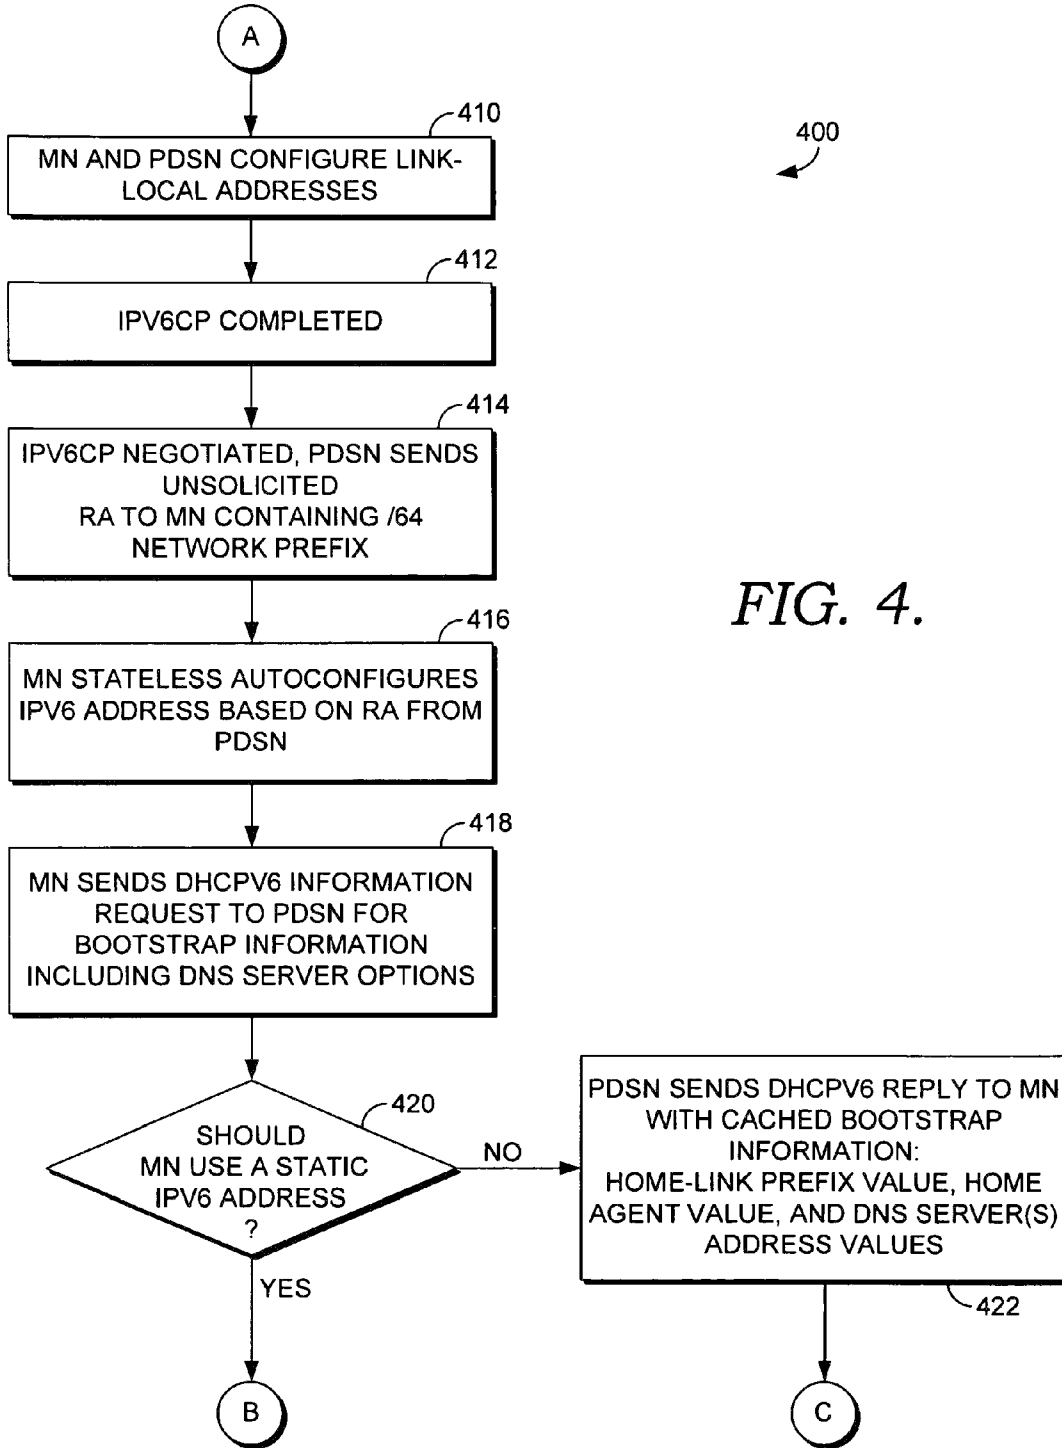 A
410
MN AND PDSN CONFIGURE LINK-
LOCAL ADDRESSES
400
412
IPV6CP COMPLETED
414
IPV6CP NEGOTIATED, PDSN SENDS
UNSOLICITED
RA TO MN CONTAINING /64
NETWORK PREFIX
FIG. 4.
416
MN STATELESS AUTOCONFIGURES
IPV6 ADDRESS BASED ON RA FROM
PDSN
418
MN SENDS DHCPV6 INFORMATION
REQUEST TO PDSN FOR
BOOTSTRAP INFORMATION
INCLUDING DNS SERVER OPTIONS
420
SHOULD
MN USE A STATIC
IPV6 ADDRESS
?
NO
YES
PDSN SENDS DHCPV6 REPLY TO MN
WITH CACHED BOOTSTRAP
INFORMATION:
HOME-LINK PREFIX VALUE, HOME
AGENT VALUE, AND DNS SERVER(S)
ADDRESS VALUES
422
B
C